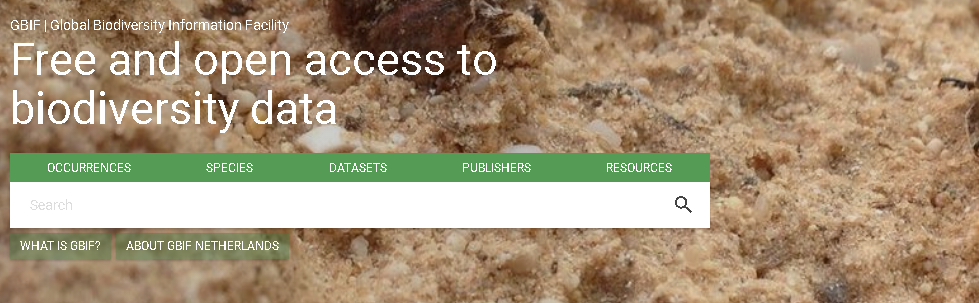 GBIF | Global Biodiversity Information Facility
Free and open access to
biodiversity data
OCCURRENCES SPECIES DATASETS PUBLISHERS RESOURCES
Search
WHAT IS GBIF? ABOUT GBIF NETHERLANDS